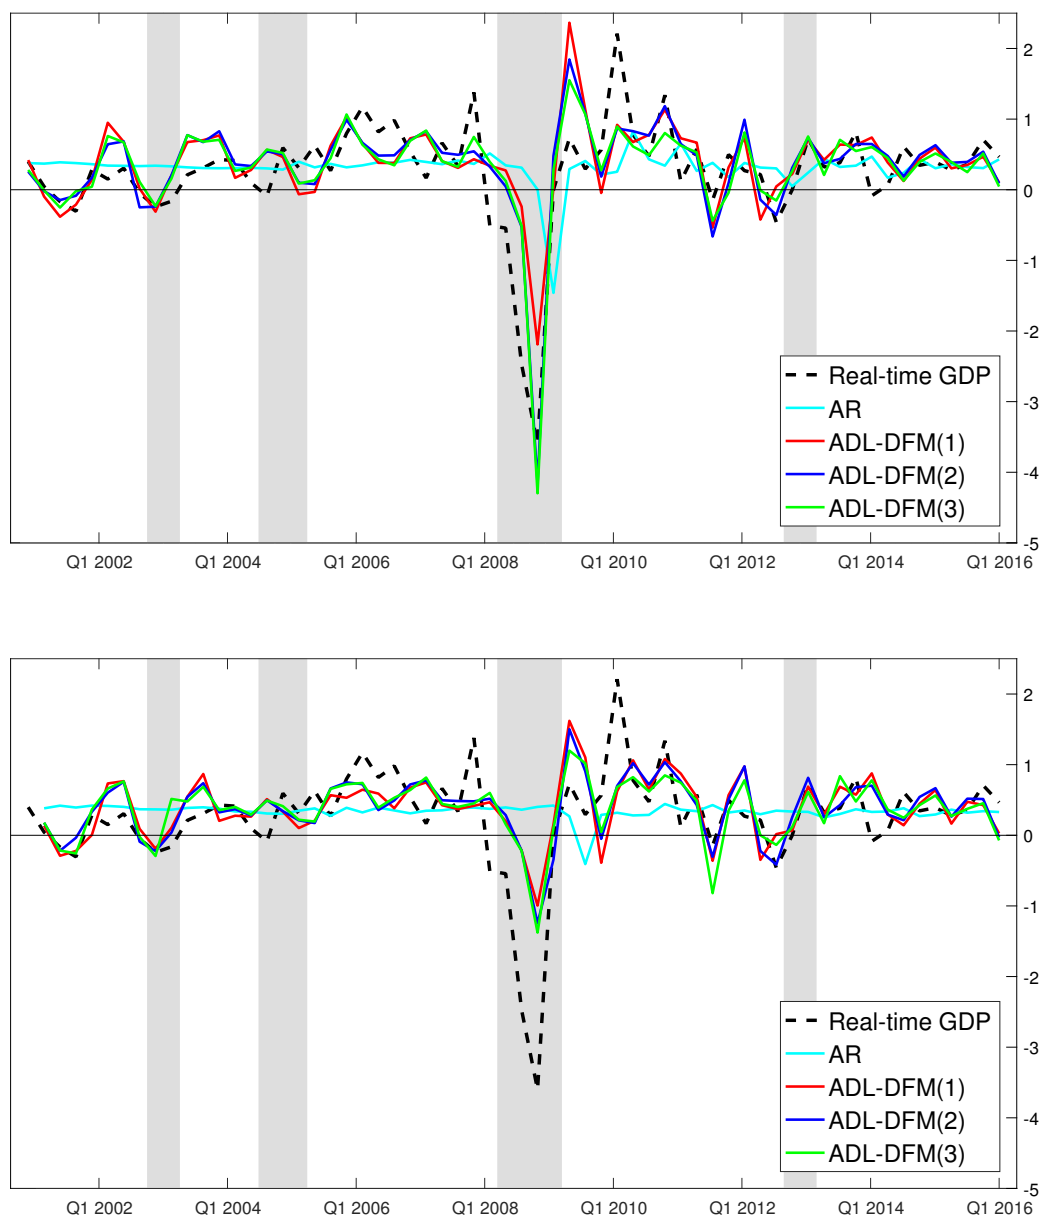 2
1
0
-1
-2
-3
-4
-5
Real-time GDP
AR
ADL-DFM(1)
ADL-DFM(2)
ADL-DFM(3)
Q1 2002 Q1 2004 Q1 2006 Q1 2008 Q1 2010 Q1 2012 Q1 2014 Q1 2016
2
1
0
-1
-2
-3
-4
-5
Real-time GDP
AR
ADL-DFM(1)
ADL-DFM(2)
ADL-DFM(3)
Q1 2002 Q1 2004 Q1 2006 Q1 2008 Q1 2010 Q1 2012 Q1 2014 Q1 2016